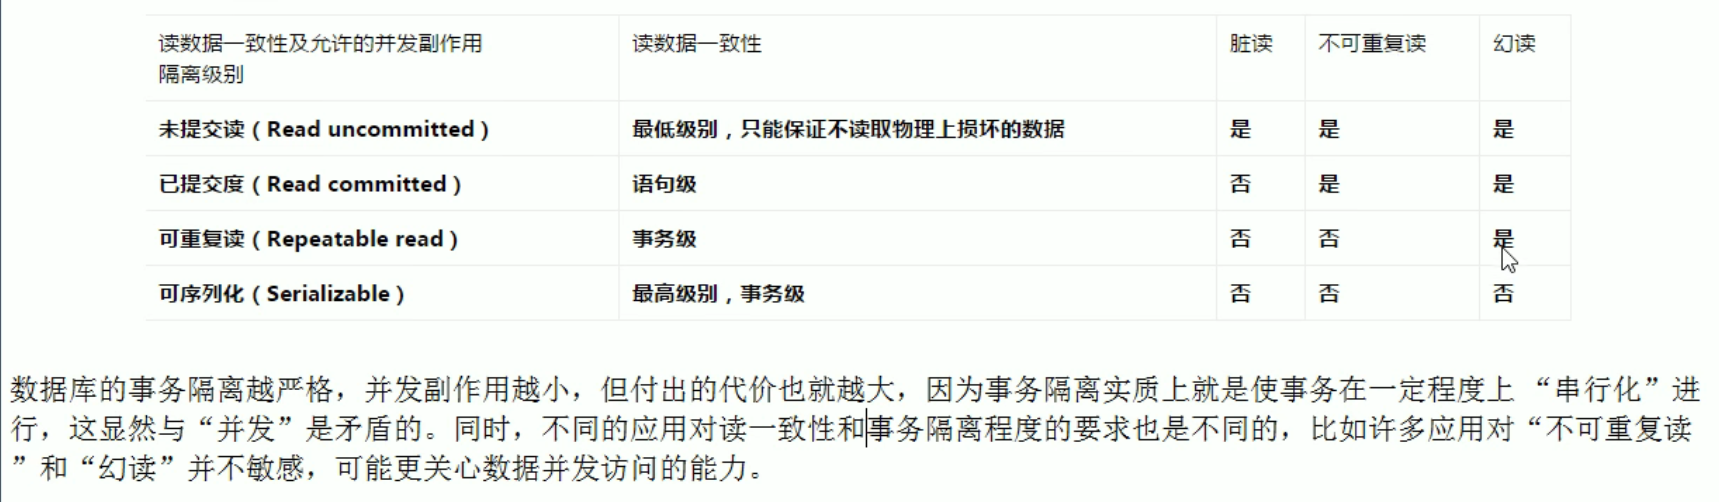 读数据一致性及允许的并发副作用 读数据一致性 脏读 不可重复读 幻读
隔离级别
未提交读（Read uncommitted） 最低级别，只能保证不读取物理上损坏的数据 是 是 是
已提交度（Read committed） 语句级 否 是 是
可重复读（Repeatable read） 事务级 否 否 是
可序列化（Serializable） 最高级别，事务级 否 否 否
数据库的事务隔离越严格，并发副作用越小，但付出的代价也就越大，因为事务隔离实质上就是使事务在一定程度上 “串行化”进
行，这显然与“并发”是矛盾的。同时，不同的应用对读一致性和事务隔离程度的要求也是不同的，比如许多应用对“不可重复读
”和“幻读”并不敏感，可能更关心数据并发访问的能力。